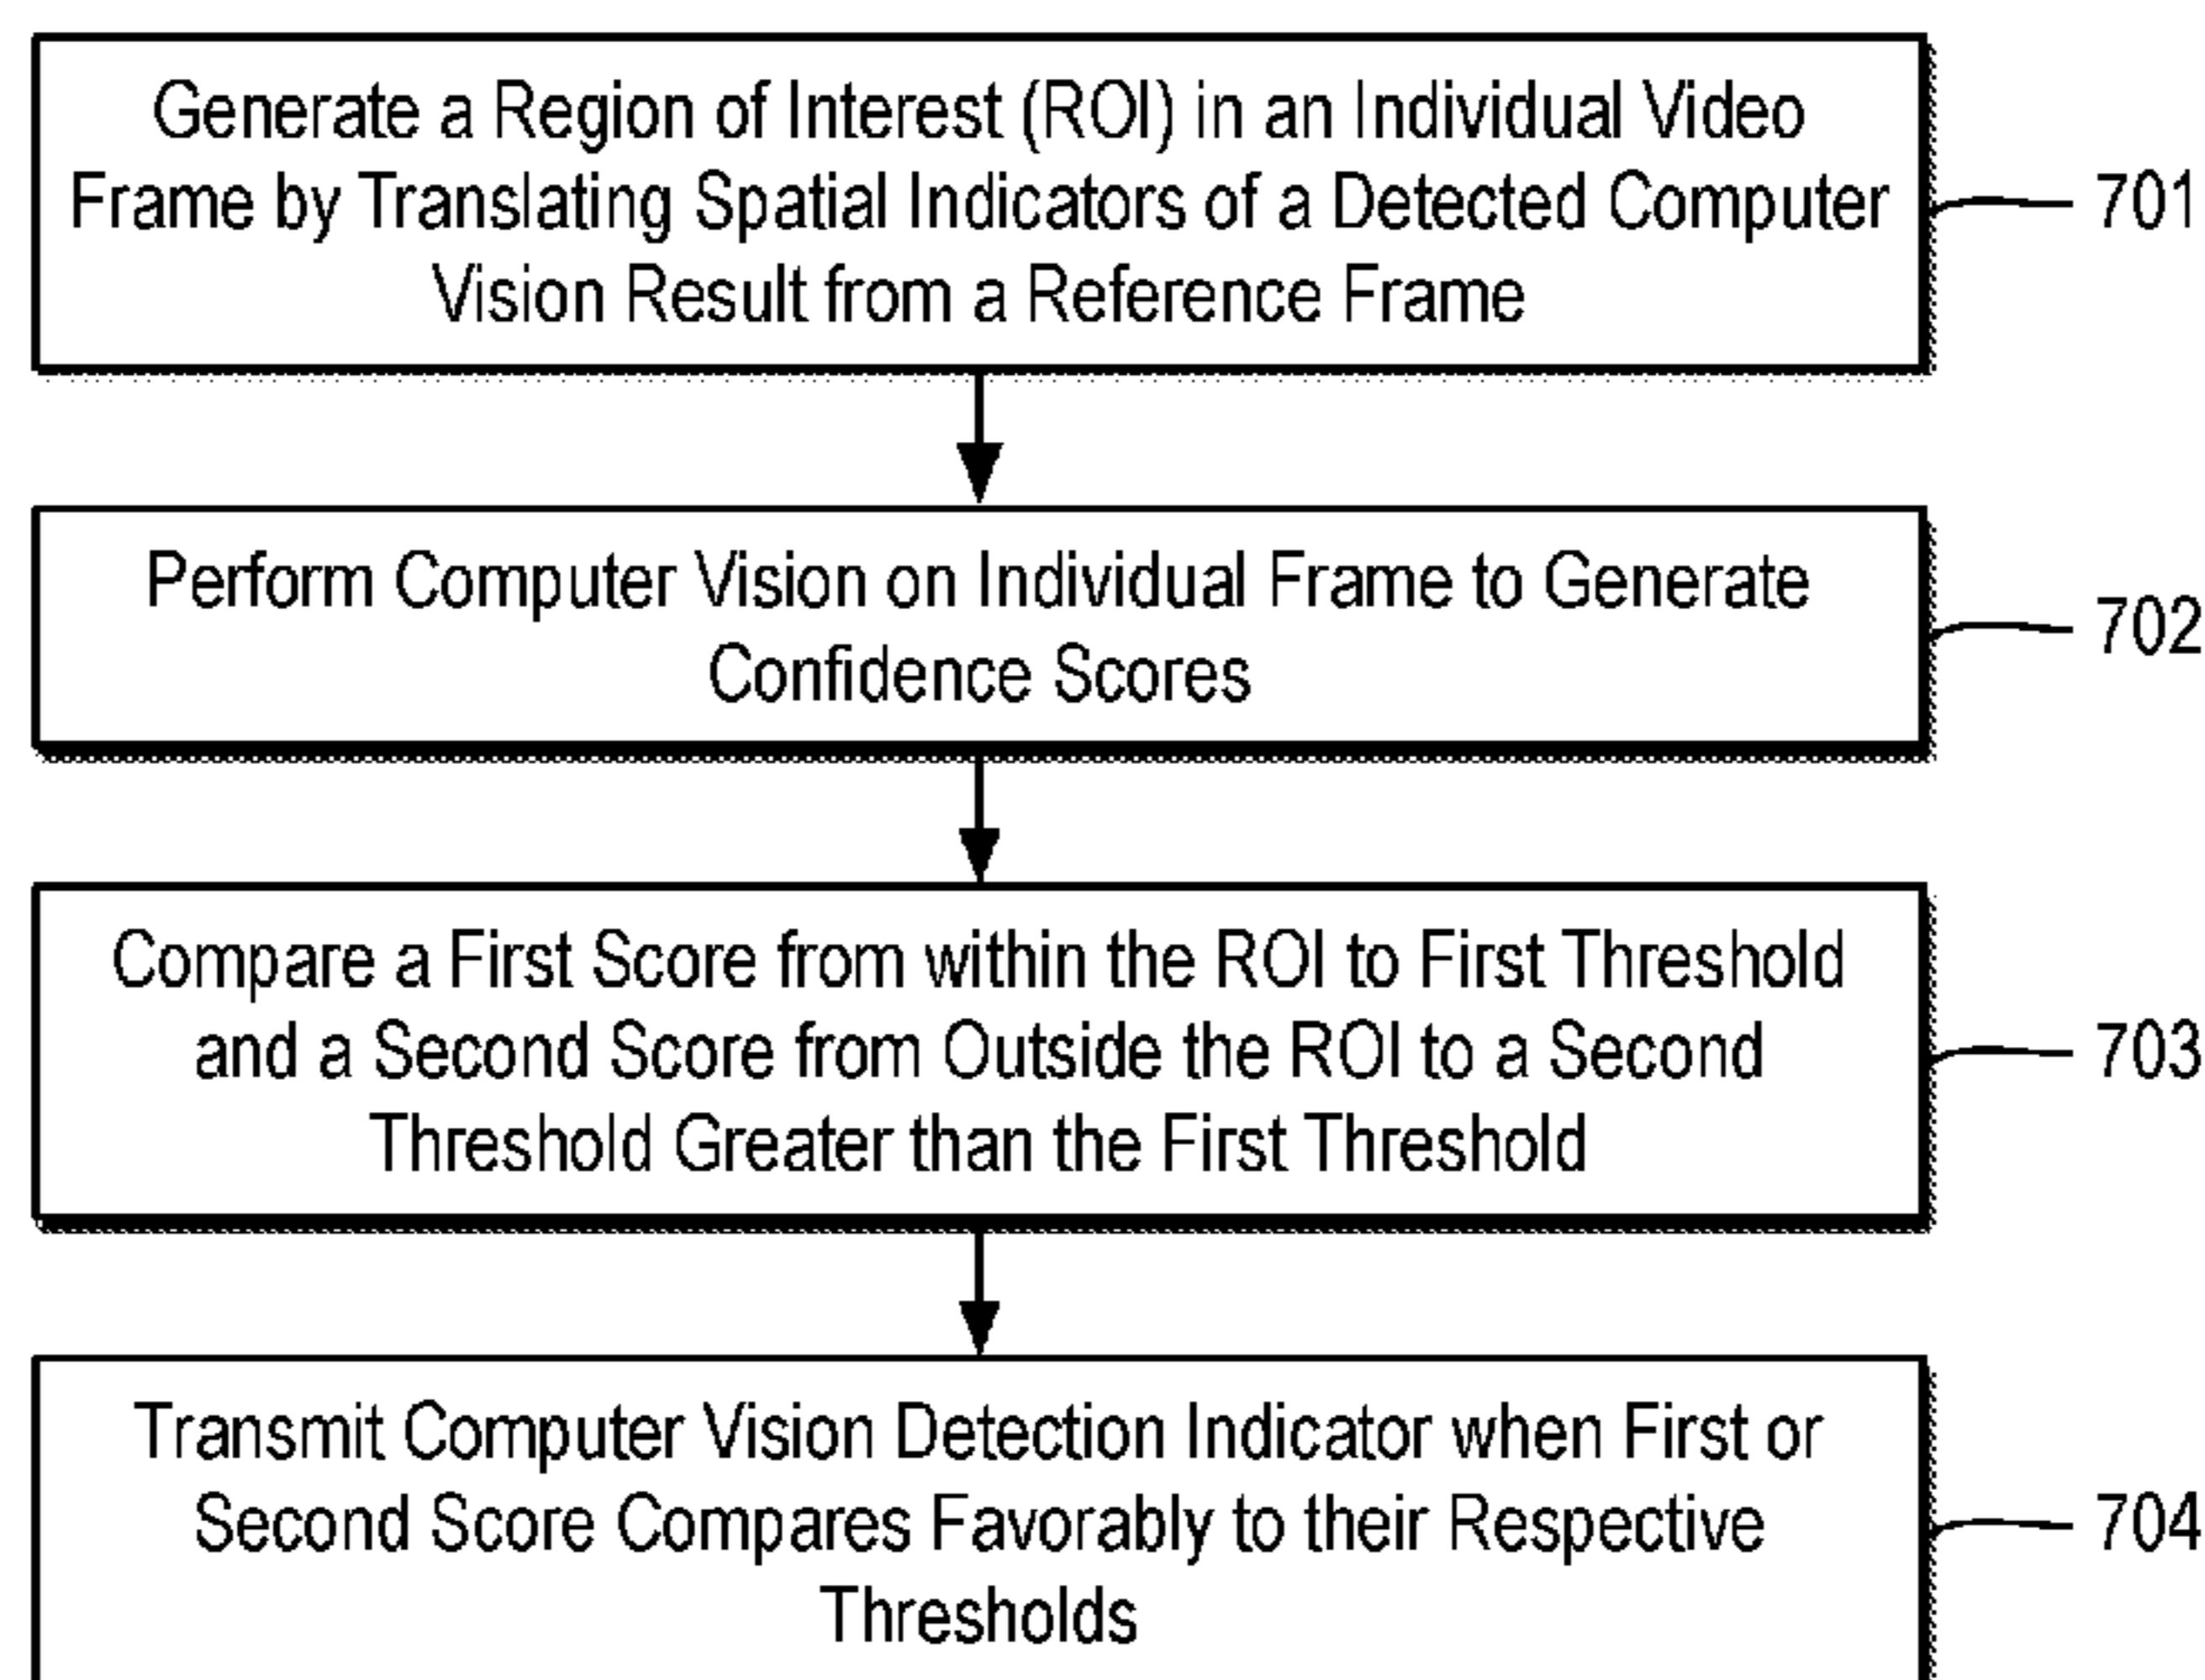 Generate a Region of Interest (ROI) in an Individual Video
Frame by Translating Spatial Indicators of a Detected Computer
Vision Result from a Reference Frame
701
Perform Computer Vision on Individual Frame to Generate
Confidence Scores
702
Compare a First Score from within the ROI to First Threshold
and a Second Score from Outside the ROI to a Second
Threshold Greater than the First Threshold
703
Transmit Computer Vision Detection Indicator when First or
Second Score Compares Favorably to their Respective
Thresholds
704